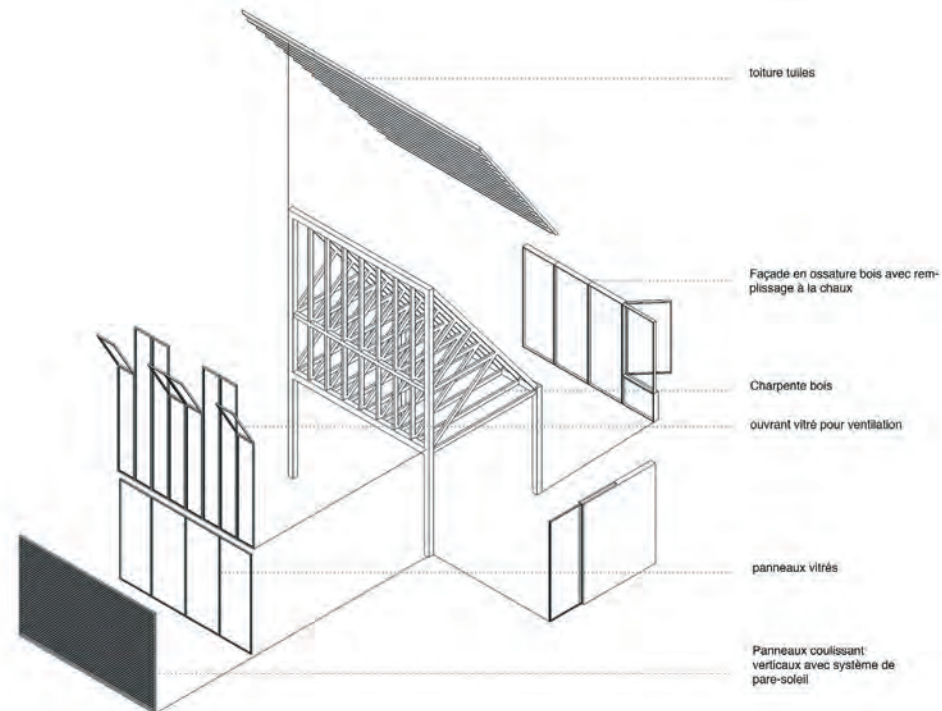 toiture tuiles
Façade en ossature bois avec rem-
plissage à la chaux
Charpente bois
ouvrant vitré pour ventilation
panneaux vitrés
Panneaux coulissant
verticaux avec système de
pare-soleil